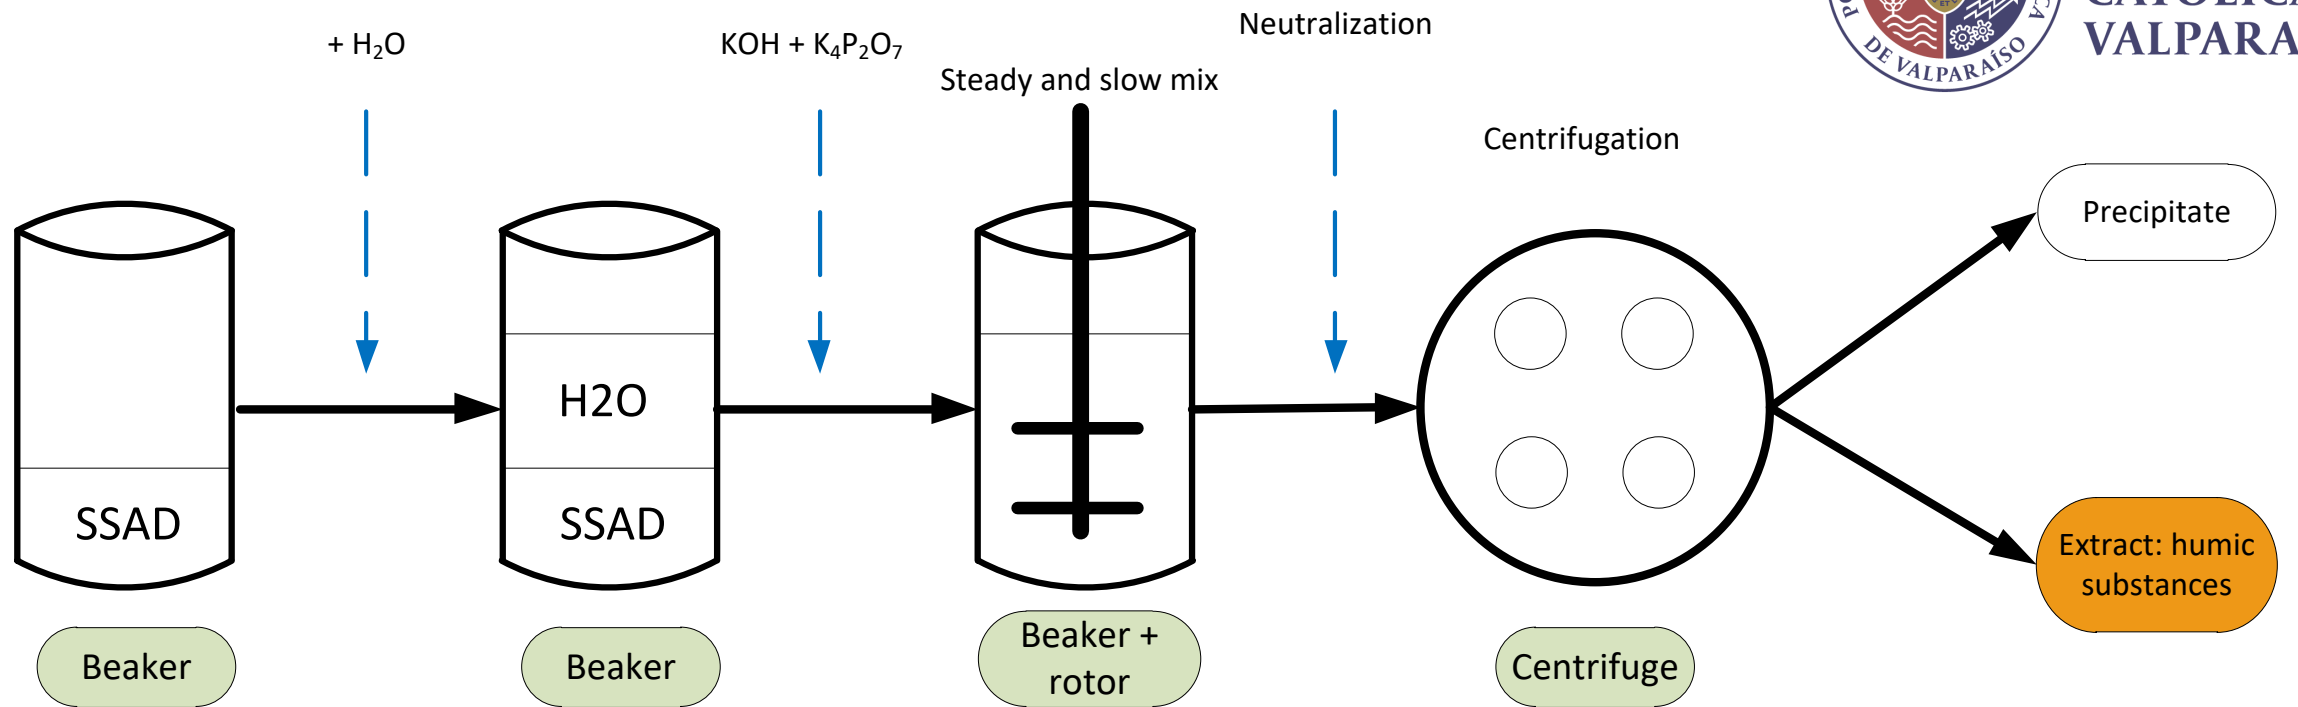 + H₂O
KOH + K₄P₂O₇
Steady and slow mix
Neutralization
Centrifugation
DE VALPARAÍSO
VALPARA
SSAD
H2O
SSAD
Precipitate
Extract: humic
substances
Beaker
Beaker
Beaker +
rotor
Centrifuge